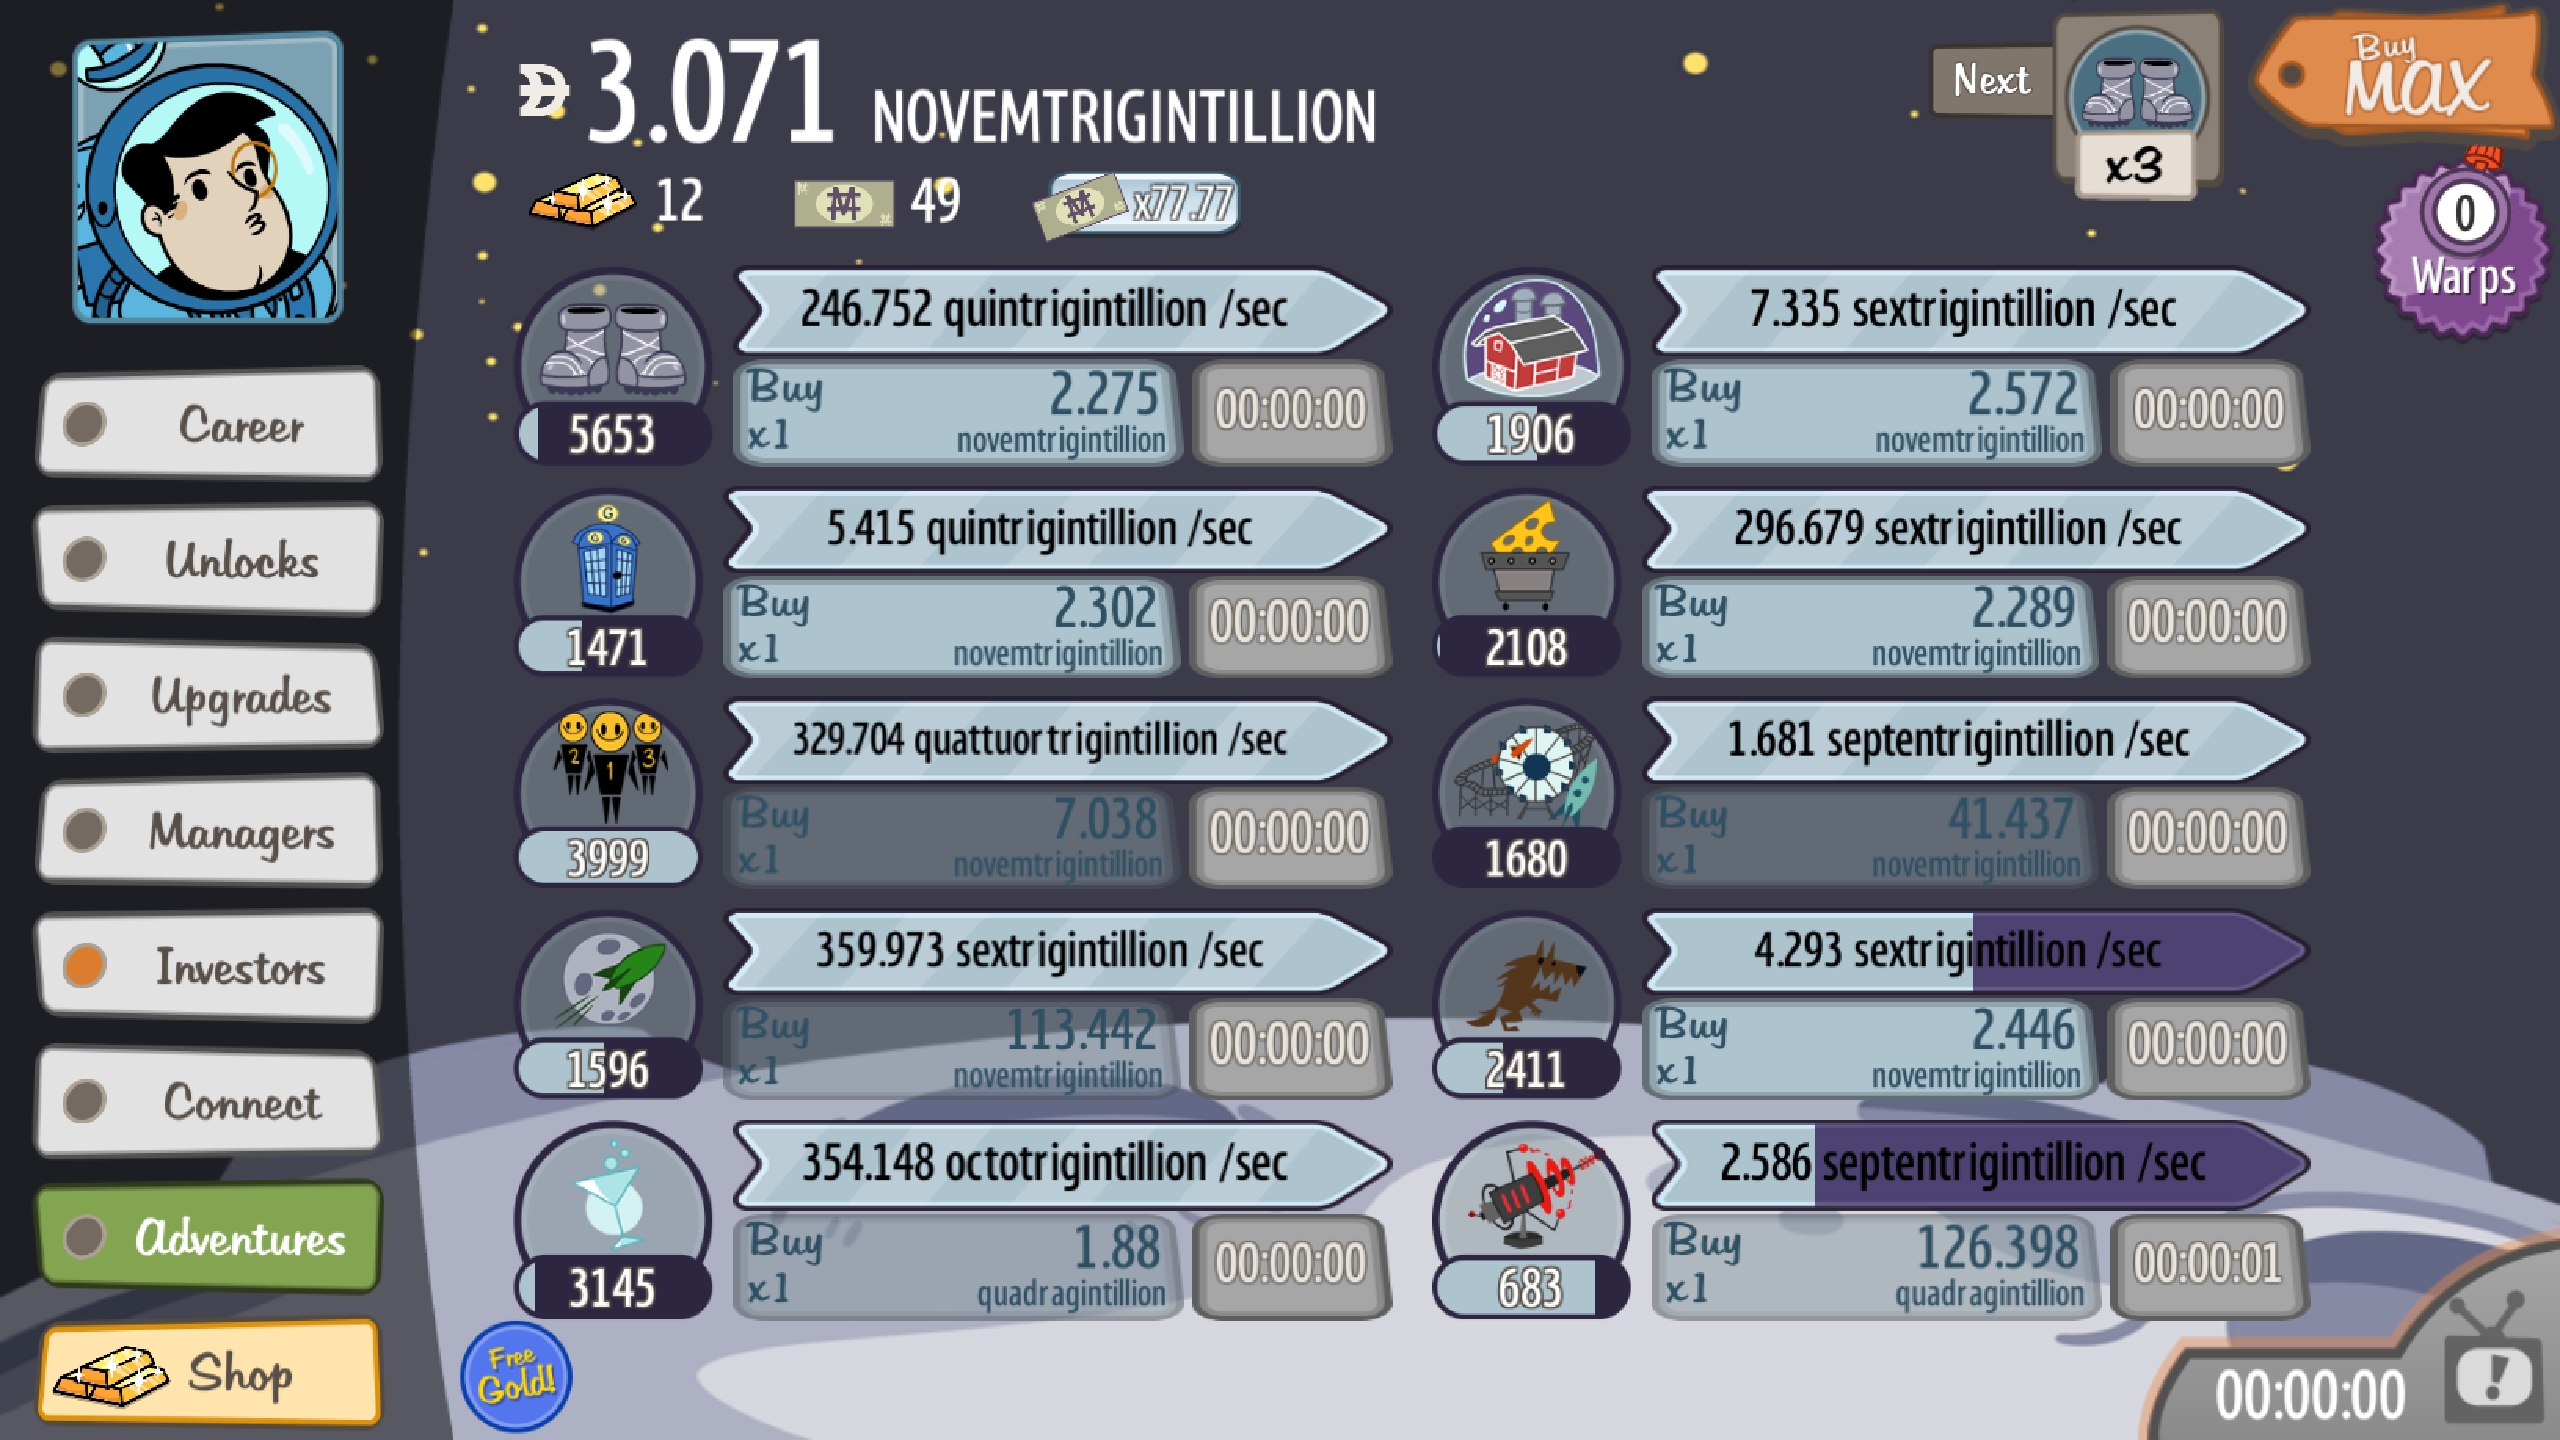 3.071 NOVEMTRIGINTILLION
12 49 x77.77
Next
x3
Buy
MAX
0
Warps
Career
Unlocks
Upgrades
Managers
Investors
Connect
Adventures
Shop
Free
Gold!
246.752 quintrigintillion /sec
Buy 2.275
x1 novemtrigintillion
00:00:00
5653
5.415 quintrigintillion /sec
G
G G
Buy 2.302
x1 novemtrigintillion
00:00:00
1471
329.704 quattuortrigintillion /sec
2 1 3
Buy 7.038
x1 novemtrigintillion
00:00:00
3999
359.973 sextrigintillion /sec
Buy 113.442
x1 novemtrigintillion
00:00:00
1596
354.148 octotrigintillion /sec
Buy 1.88
x1 quadragintillion
00:00:00
3145
7.335 sextrigintillion /sec
Buy 2.572
x1 novemtrigintillion
00:00:00
1906
296.679 sextrigintillion /sec
Buy 2.289
x1 novemtrigintillion
00:00:00
2108
1.681 septentrigintillion /sec
Buy 41.437
x1 novemtrigintillion
00:00:00
1680
4.293 sextrigintillion /sec
Buy 2.446
x1 novemtrigintillion
00:00:00
2411
2.586 septentrigintillion /sec
Buy 126.398
x1 quadragintillion
00:00:01
683
00:00:00
!